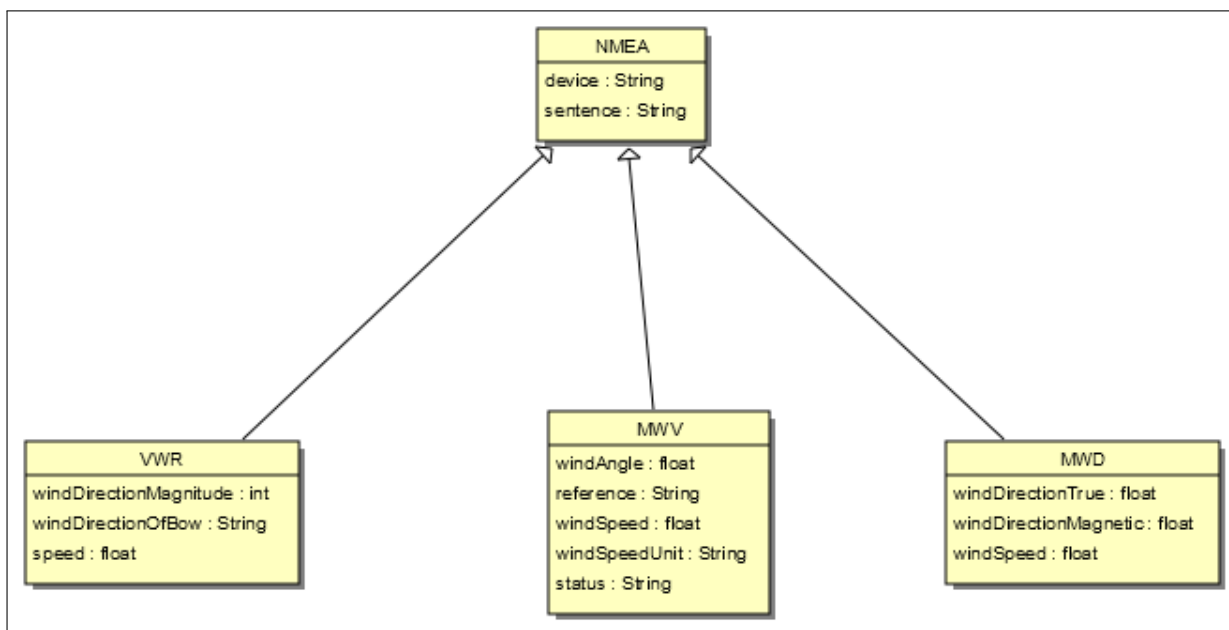 NMEA
device : String
sentence : String
VWR
windDirectionMagnitude : int
windDirectionOfBow : String
speed : float
MWV
windAngle : float
reference : String
windSpeed : float
windSpeedUnit : String
status : String
MWD
windDirectionTrue : float
windDirectionMagnetic : float
windSpeed : float